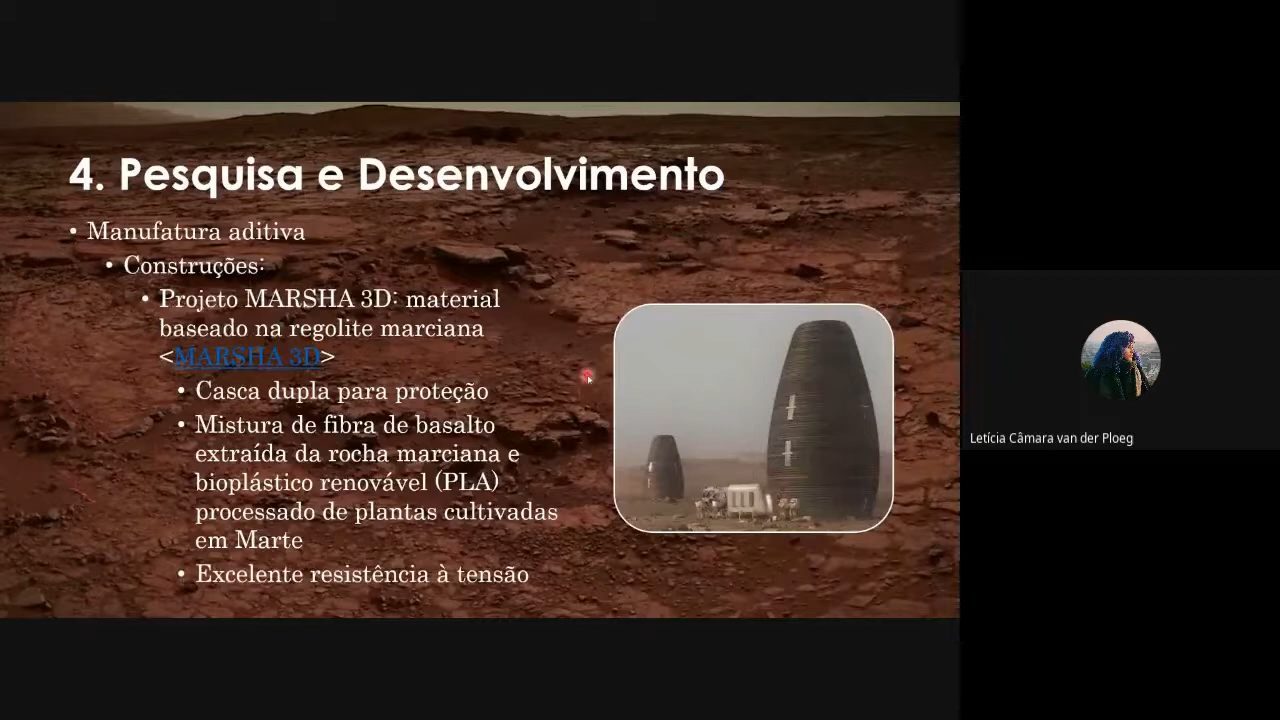 4. Pesquisa e Desenvolvimento
• Manufatura aditiva
• Construções:
• Projeto MARSHA 3D: material
baseado na regolite marciana
<MARSHA 3D>
• Casca dupla para proteção
• Mistura de fibra de basalto
extraída da rocha marciana e
bioplástico renovável (PLA)
processado de plantas cultivadas
em Marte
• Excelente resistência à tensão
Letícia Câmara van der Ploeg